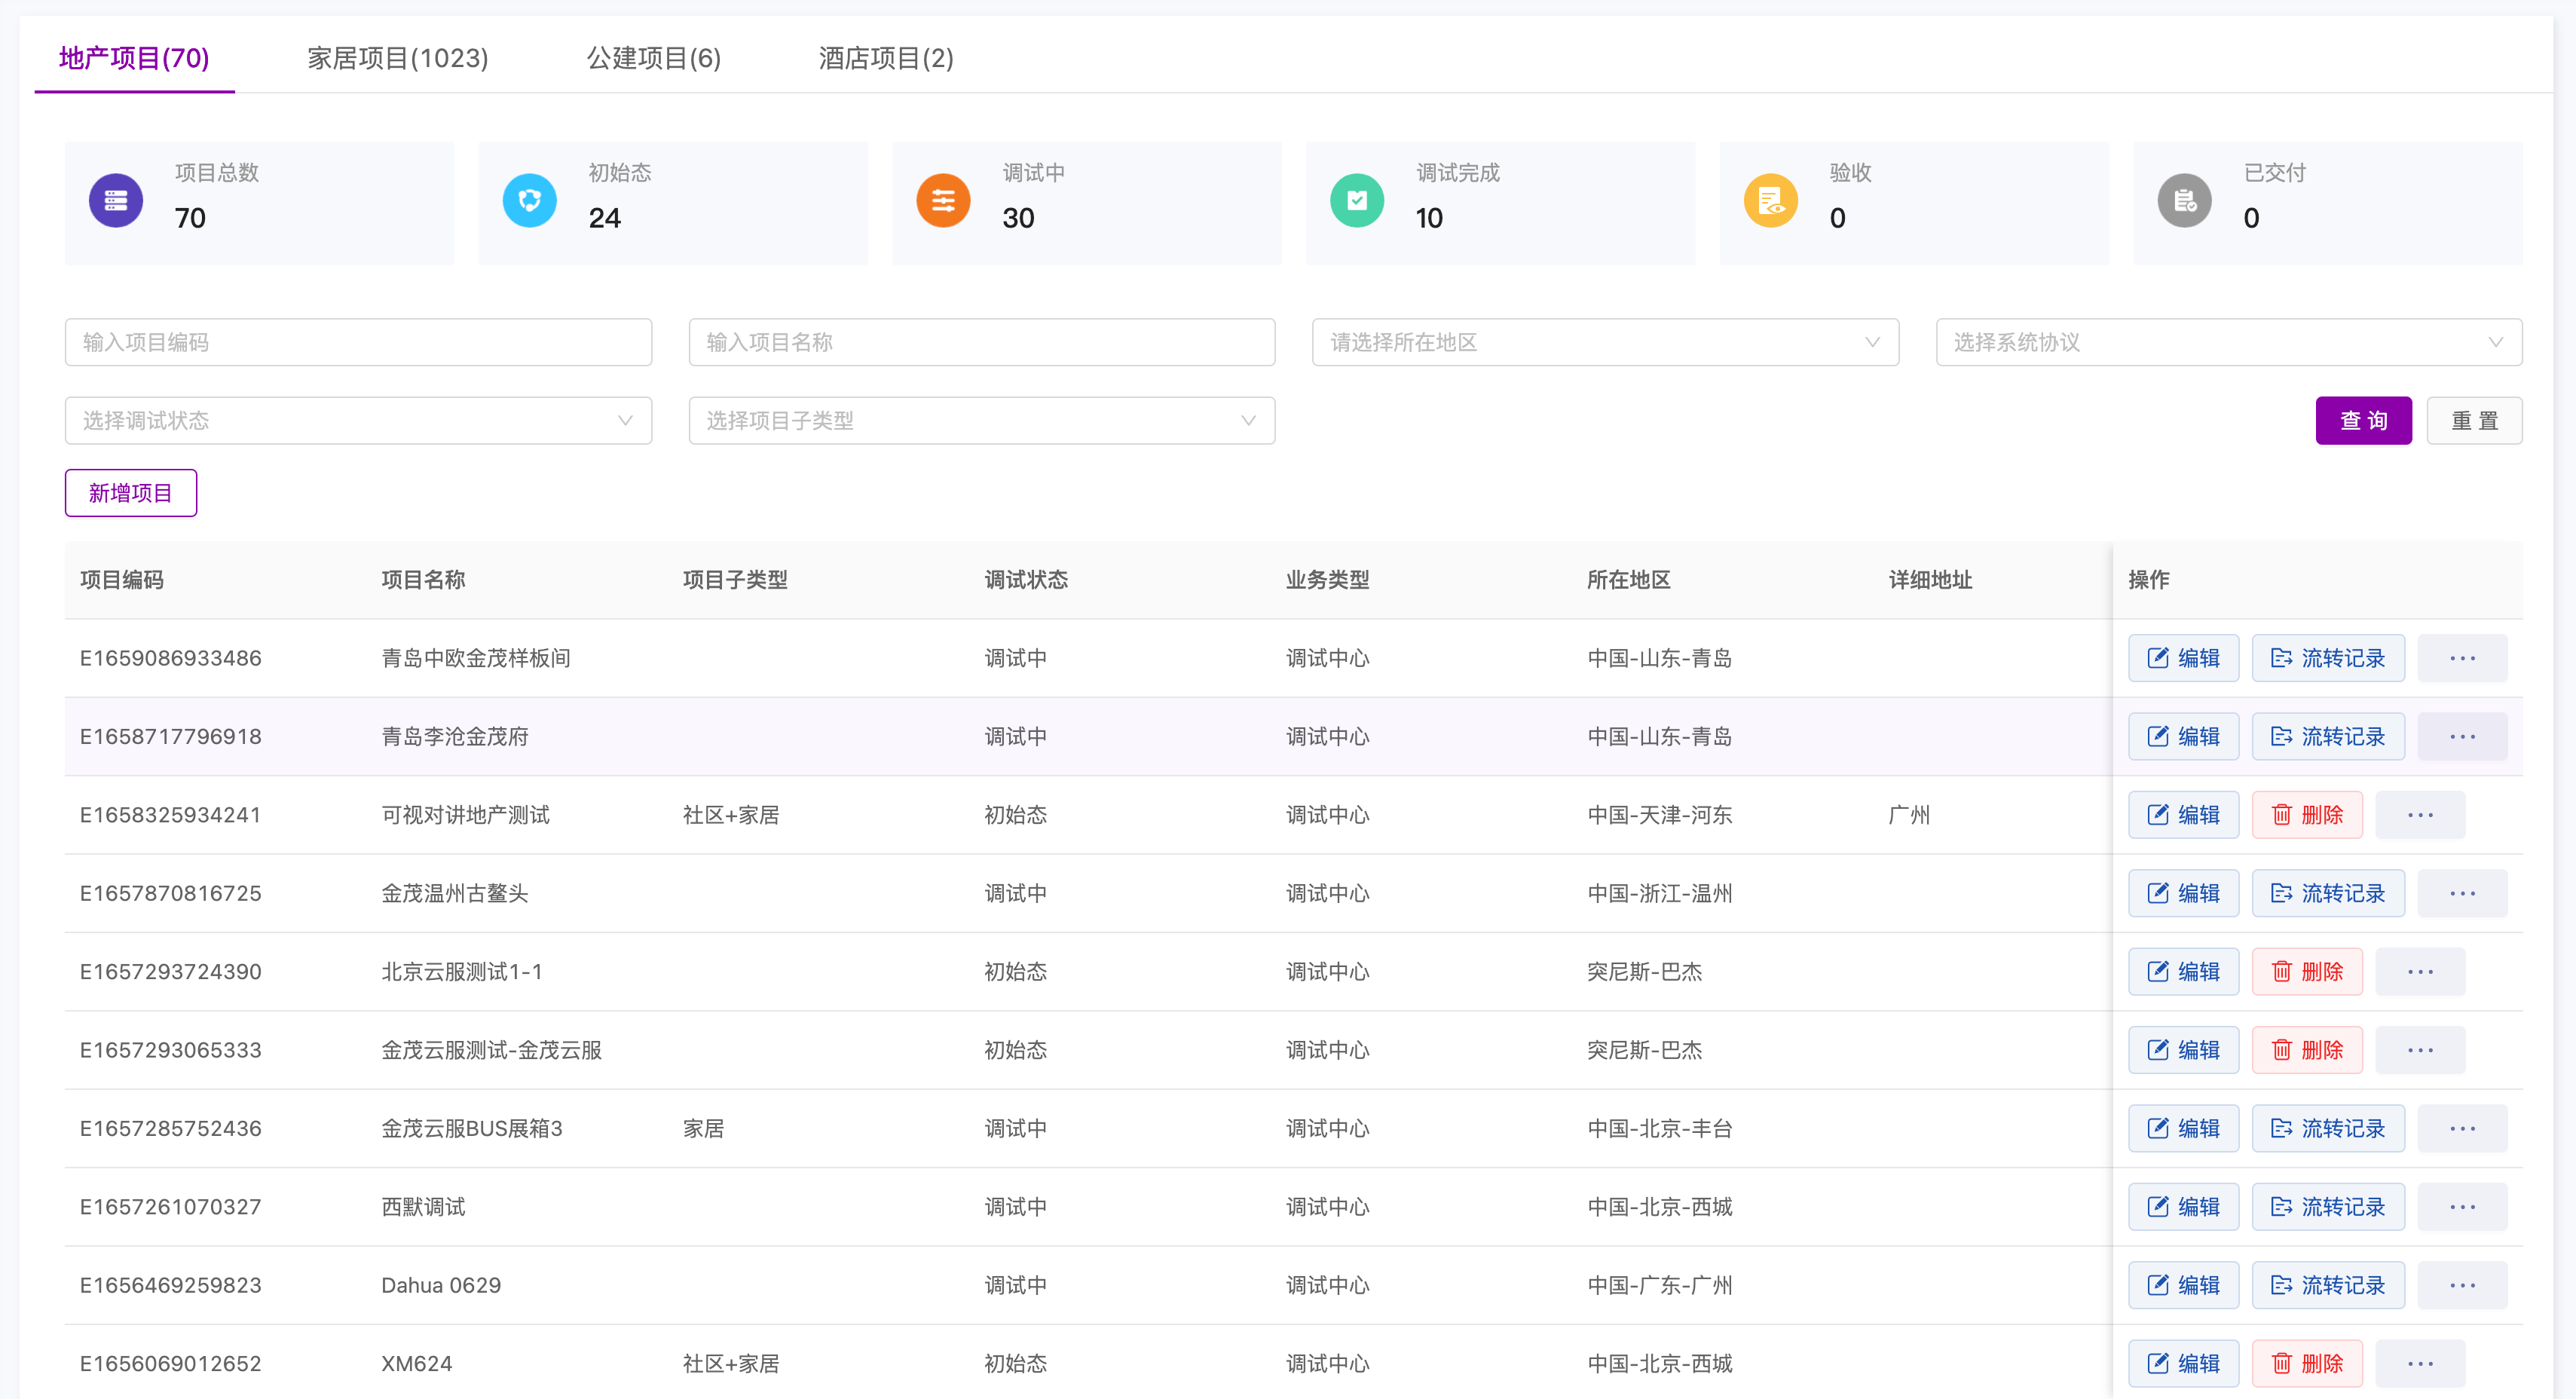 地产项目(70) 家居项目(1023) 公建项目(6) 酒店项目(2)
项目总数 初始态 调试中 调试完成 验收 已交付
70 24 30 10 0 0
输入项目编码 输入项目名称 请选择所在地区 选择系统协议
选择调试状态 选择项目子类型 查 询 重 置
新增项目
项目编码 项目名称 项目子类型 调试状态 业务类型 所在地区 详细地址 操作
E1659086933486 青岛中欧金茂样板间 调试中 调试中心 中国-山东-青岛 编辑 流转记录 ···
E1658717796918 青岛李沧金茂府 调试中 调试中心 中国-山东-青岛 编辑 流转记录 ···
E1658325934241 可视对讲地产测试 社区+家居 初始态 调试中心 中国-天津-河东 广州 编辑 删除 ···
E1657870816725 金茂温州古鳌头 调试中 调试中心 中国-浙江-温州 编辑 流转记录 ···
E1657293724390 北京云服测试1-1 初始态 调试中心 突尼斯-巴杰 编辑 删除 ···
E1657293065333 金茂云服测试-金茂云服 初始态 调试中心 突尼斯-巴杰 编辑 删除 ···
E1657285752436 金茂云服BUS展箱3 家居 调试中 调试中心 中国-北京-丰台 编辑 流转记录 ···
E1657261070327 西默调试 调试中 调试中心 中国-北京-西城 编辑 流转记录 ···
E1656469259823 Dahua 0629 调试中 调试中心 中国-广东-广州 编辑 流转记录 ···
E1656069012652 XM624 社区+家居 初始态 调试中心 中国-北京-西城 编辑 删除 ···